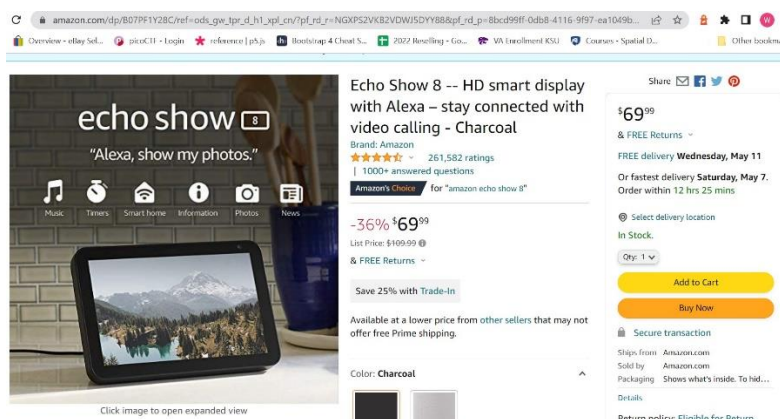 amazon.com/dp/B07PF1Y28C/ref=ods_gw_tpr_d_h1_xpl_cn/?pf_rd_r=NGXPS2VKB2VDWJ5DYY88&pf_rd_p=8bcd99ff-0db8-4116-9f97-ea1049b...
W
Overview - eBay Sel... picoCTF - Login reference | p5.js Bootstrap 4 Cheat S... 2022 Reselling - Go... VA Enrollment KSU Courses - Spatial D... Other bookma
echo show 8
"Alexa, show my photos."
Music Timers Smart home Information Photos News
Click image to open expanded view
Echo Show 8 -- HD smart display
with Alexa – stay connected with
video calling - Charcoal
Brand: Amazon
261,582 ratings
| 1000+ answered questions
Amazon's Choice for "amazon echo show 8"
-36% $69⁹⁹
List Price: $109.99
& FREE Returns
Save 25% with Trade-In
Available at a lower price from other sellers that may not
offer free Prime shipping.
Color: Charcoal
Share
$69⁹⁹
& FREE Returns
FREE delivery Wednesday, May 11
Or fastest delivery Saturday, May 7.
Order within 12 hrs 25 mins
Select delivery location
In Stock.
Qty: 1
Add to Cart
Buy Now
Secure transaction
Ships from Amazon.com
Sold by Amazon.com
Packaging Shows what's inside. To hid...
Details
Return policy: Eligible for Return